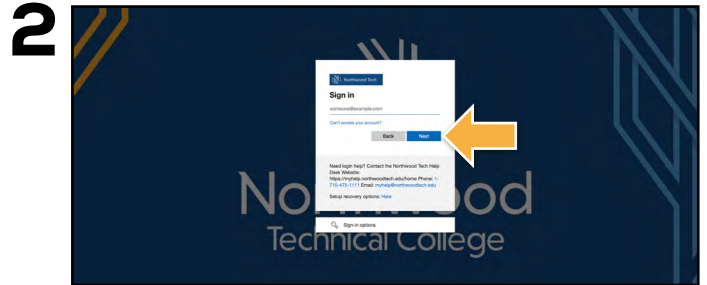 2
Northwood Tech
Sign in
someone@example.com
Can't access your account?
Back Next
Need login help? Contact the Northwood Tech Help
Desk Website:
https://myhelp.northwoodtech.edu/home Phone: 1-
715-475-1111 Email: myhelp@northwoodtech.edu
Setup recovery options: Here
Sign-in options
No ood
Technical College